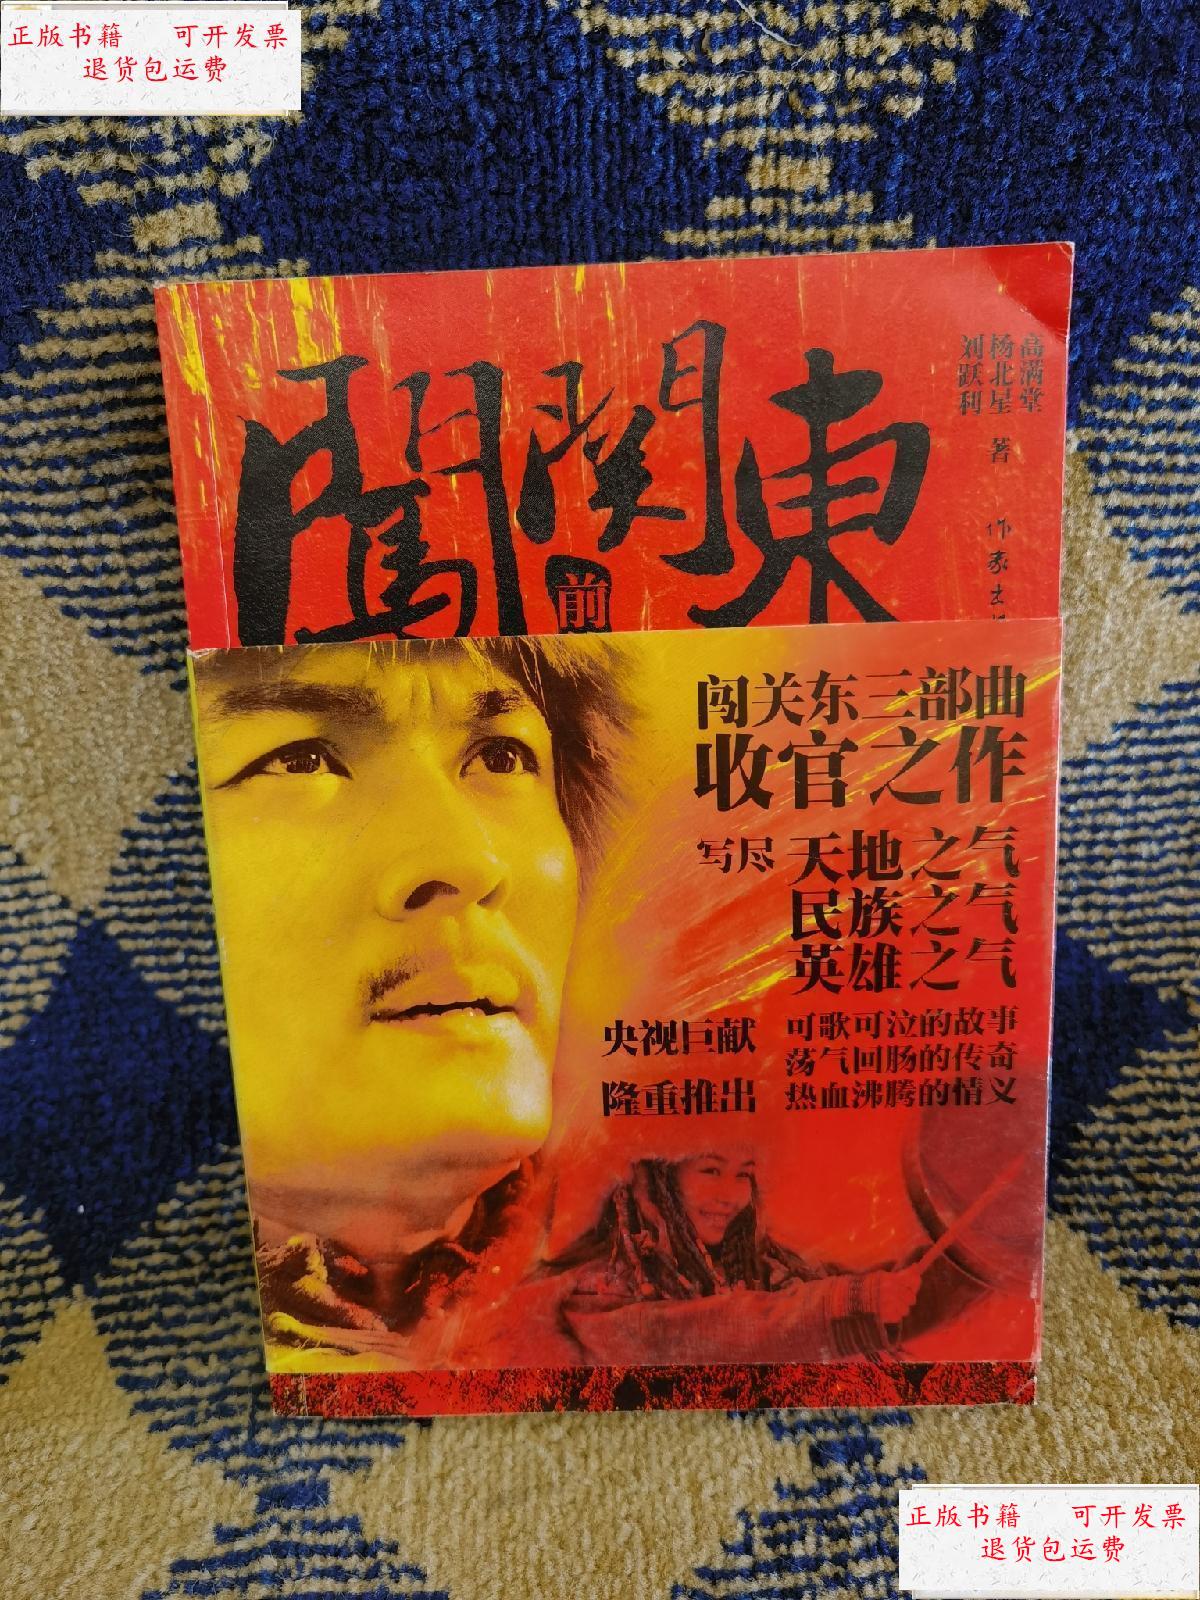 正版书籍 可开发票
退货包运费
闖關東
前
高满堂
杨北星
刘跃利
著
作家出
闯关东三部曲
收官之作
写尽 天地之气
民族之气
英雄之气
央视巨献
隆重推出
可歌可泣的故事
荡气回肠的传奇
热血沸腾的情义
正版书籍 可开发票
退货包运费